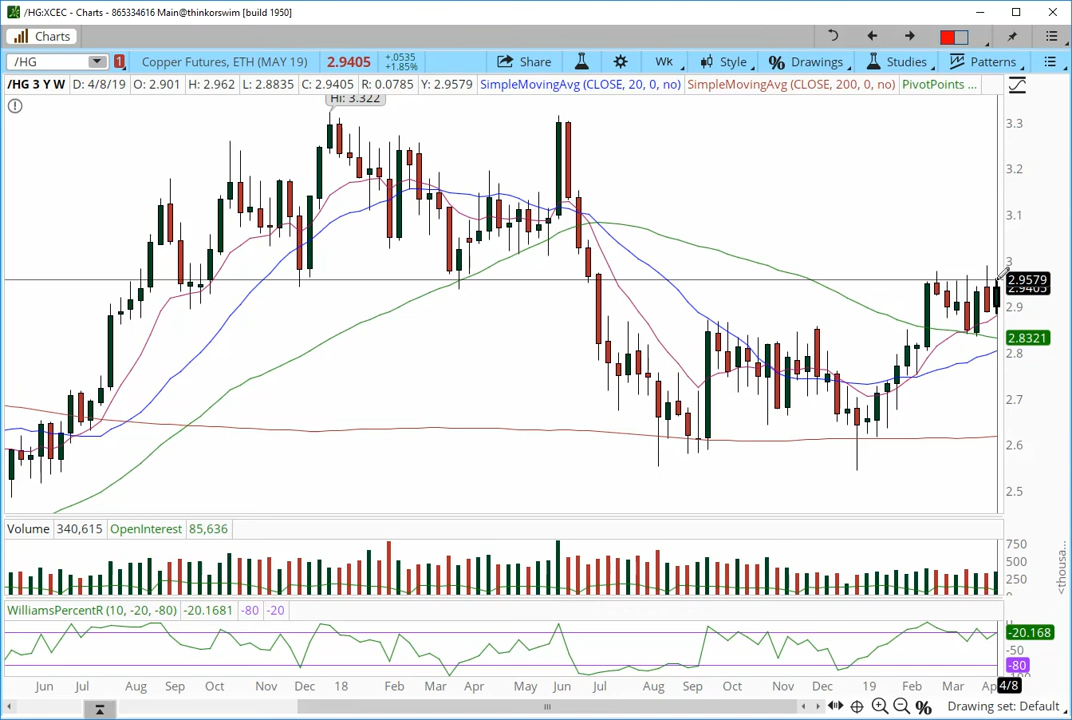 /HG:XCEC - Charts - 865334616 Main@thinkorswim [build 1950]
Charts
/HG 1 Copper Futures, ETH (MAY 19) 2.9405 +.0535 +1.85% Share Wk Style Drawings Studies Patterns
/HG 3 Y W D: 4/8/19 O: 2.901 H: 2.962 L: 2.8835 C: 2.9405 R: 0.0785 Y: 2.9579 SimpleMovingAvg (CLOSE, 20, 0, no) SimpleMovingAvg (CLOSE, 200, 0, no) PivotPoints ...
Hi: 3.322
3.3
3.2
3.1
3
2.9579
2.9405
2.9
2.8321
2.8
2.7
2.6
2.5
Volume 340,615 OpenInterest 85,636
750
500
250
0
<thousa...
WilliamsPercentR (10, -20, -80) -20.1681 -80 -20
-20.168
-50
-80
Jun Jul Aug Sep Oct Nov Dec 18 Feb Mar Apr May Jun Jul Aug Sep Oct Nov Dec 19 Feb Mar Ap 4/8
Drawing set: Default